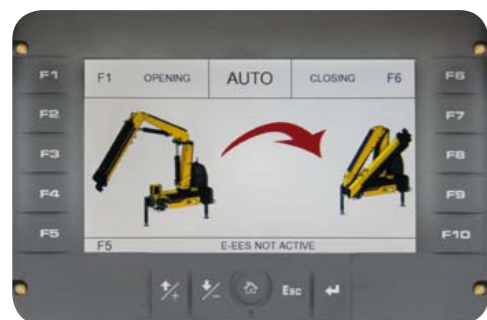 F1 F1 OPENING AUTO CLOSING F6 F6
F2 F7
F3 F8
F4 F9
F5 F5 E-EES NOT ACTIVE F10
+ - Esc